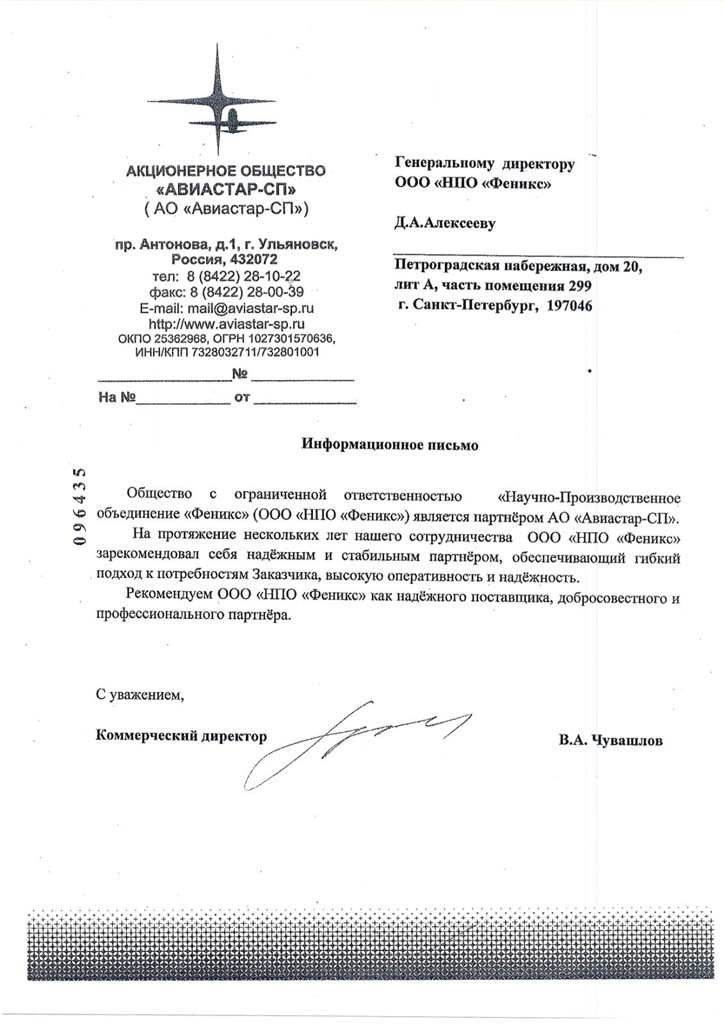 АКЦИОНЕРНОЕ ОБЩЕСТВО
«АВИАСТАР-СП»
( АО «Авиастар-СП»)
пр. Антонова, д.1, г. Ульяновск,
Россия, 432072
тел: 8 (8422) 28-10-22
факс: 8 (8422) 28-00-39
E-mail: mail@aviastar-sp.ru
http://www.aviastar-sp.ru
ОКПО 25362968, ОГРН 1027301570636,
ИНН/КПП 7328032711/732801001
№
На № от
Генеральному директору
ООО «НПО «Феникс»
Д.А.Алексееву
Петроградская набережная, дом 20,
лит А, часть помещения 299
г. Санкт-Петербург, 197046
Информационное письмо
096435
Общество с ограниченной ответственностью «Научно-Производственное
объединение «Феникс» (ООО «НПО «Феникс») является партнёром АО «Авиастар-СП».
На протяжение нескольких лет нашего сотрудничества ООО «НПО «Феникс»
зарекомендовал себя надёжным и стабильным партнёром, обеспечивающий гибкий
подход к потребностям Заказчика, высокую оперативность и надёжность.
Рекомендуем ООО «НПО «Феникс» как надёжного поставщика, добросовестного и
профессионального партнёра.
С уважением,
Коммерческий директор
В.А. Чувашлов